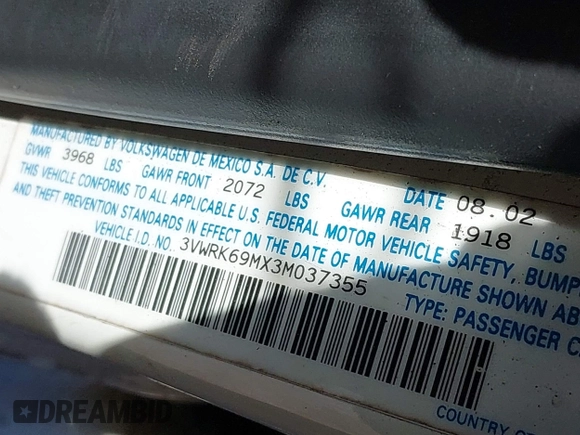 MANUFACTURED BY VOLKSWAGEN DE MEXICO S.A. DE C.V. DATE 08.02
GVWR 3968 LBS GAWR FRONT 2072 LBS GAWR REAR 1918 LBS
THIS VEHICLE CONFORMS TO ALL APPLICABLE U.S. FEDERAL MOTOR VEHICLE SAFETY, BUMP
AND THEFT PREVENTION STANDARDS IN EFFECT ON THE DATE OF MANUFACTURE SHOWN AB
VEHICLE I.D. NO. 3VWRK69MX3M037355 TYPE: PASSENGER C
COUNTRY O
DREAMBID